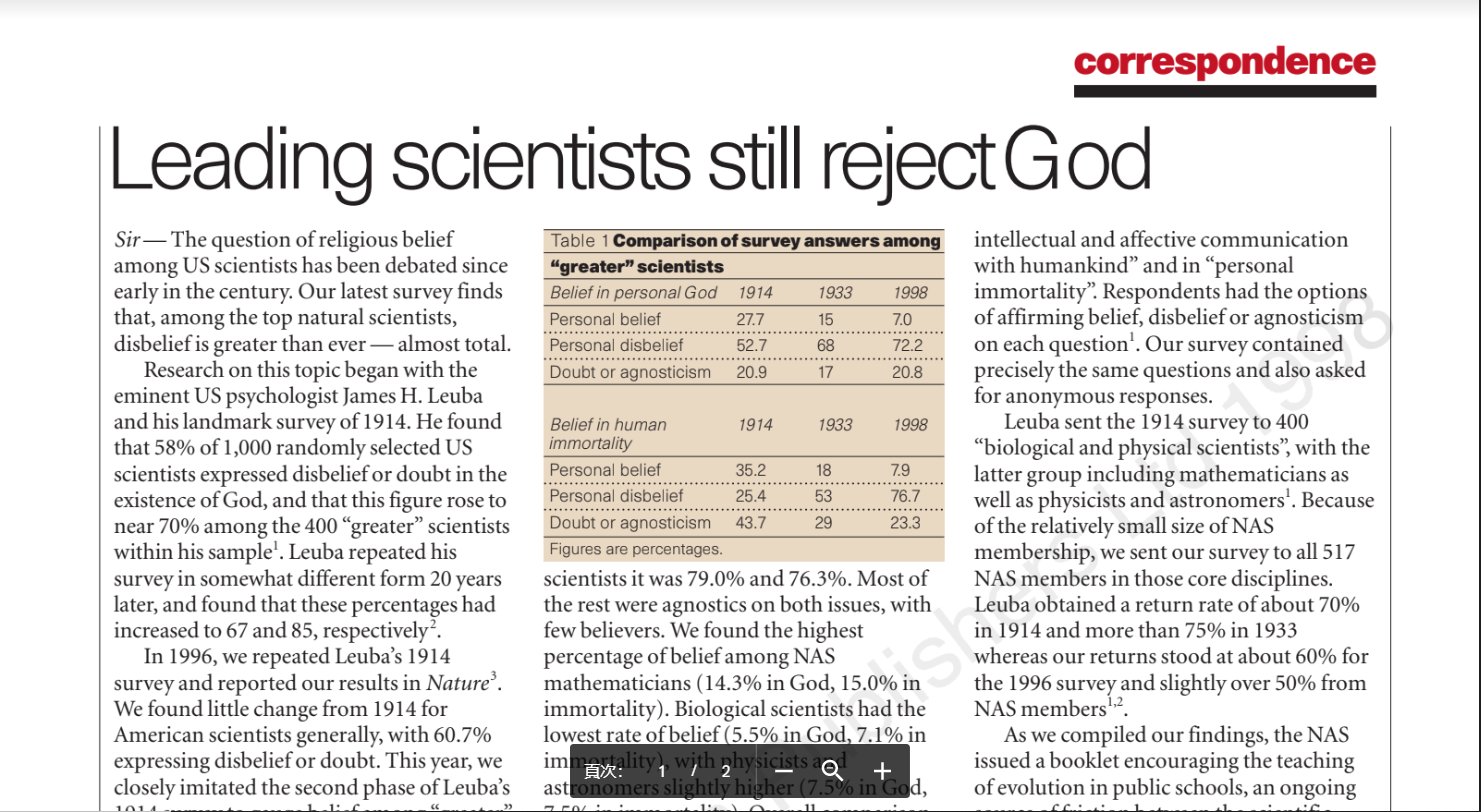 correspondence
Leading scientists still reject God
Sir — The question of religious belief
among US scientists has been debated since
early in the century. Our latest survey finds
that, among the top natural scientists,
disbelief is greater than ever — almost total.
Research on this topic began with the
eminent US psychologist James H. Leuba
and his landmark survey of 1914. He found
that 58% of 1,000 randomly selected US
scientists expressed disbelief or doubt in the
existence of God, and that this figure rose to
near 70% among the 400 “greater” scientists
within his sample¹. Leuba repeated his
survey in somewhat different form 20 years
later, and found that these percentages had
increased to 67 and 85, respectively².
In 1996, we repeated Leuba’s 1914
survey and reported our results in Nature³.
We found little change from 1914 for
American scientists generally, with 60.7%
expressing disbelief or doubt. This year, we
closely imitated the second phase of Leuba’s
Table 1 Comparison of survey answers among
“greater” scientists
Belief in personal God 1914 1933 1998
Personal belief 27.7 15 7.0
Personal disbelief 52.7 68 72.2
Doubt or agnosticism 20.9 17 20.8
Belief in human
immortality 1914 1933 1998
Personal belief 35.2 18 7.9
Personal disbelief 25.4 53 76.7
Doubt or agnosticism 43.7 29 23.3
Figures are percentages.
scientists it was 79.0% and 76.3%. Most of
the rest were agnostics on both issues, with
few believers. We found the highest
percentage of belief among NAS
mathematicians (14.3% in God, 15.0% in
immortality). Biological scientists had the
lowest rate of belief (5.5% in God, 7.1% in
immortality), with physicists and
astronomers slightly higher (7.5% in God,
頁次: 1 / 2
intellectual and affective communication
with humankind” and in “personal
immortality”. Respondents had the options
of affirming belief, disbelief or agnosticism
on each question¹. Our survey contained
precisely the same questions and also asked
for anonymous responses.
Leuba sent the 1914 survey to 400
“biological and physical scientists”, with the
latter group including mathematicians as
well as physicists and astronomers¹. Because
of the relatively small size of NAS
membership, we sent our survey to all 517
NAS members in those core disciplines.
Leuba obtained a return rate of about 70%
in 1914 and more than 75% in 1933
whereas our returns stood at about 60% for
the 1996 survey and slightly over 50% from
NAS members¹,².
As we compiled our findings, the NAS
issued a booklet encouraging the teaching
of evolution in public schools, an ongoing
Publishers Ltd 1998